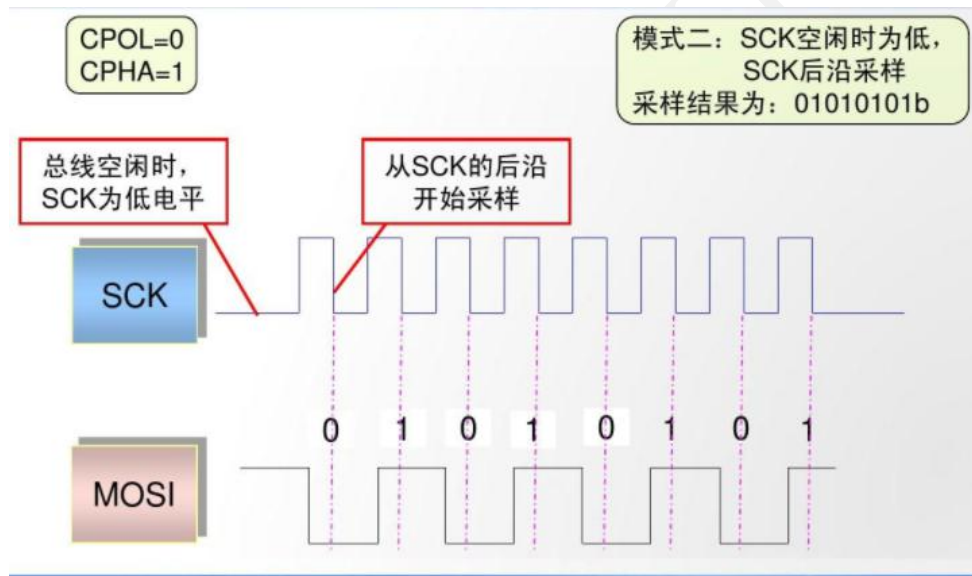 CPOL=0
CPHA=1
模式二：SCK空闲时为低，
SCK后沿采样
采样结果为：01010101b
总线空闲时，
SCK为低电平
从SCK的后沿
开始采样
SCK
0 1 0 1 0 1 0 1
MOSI